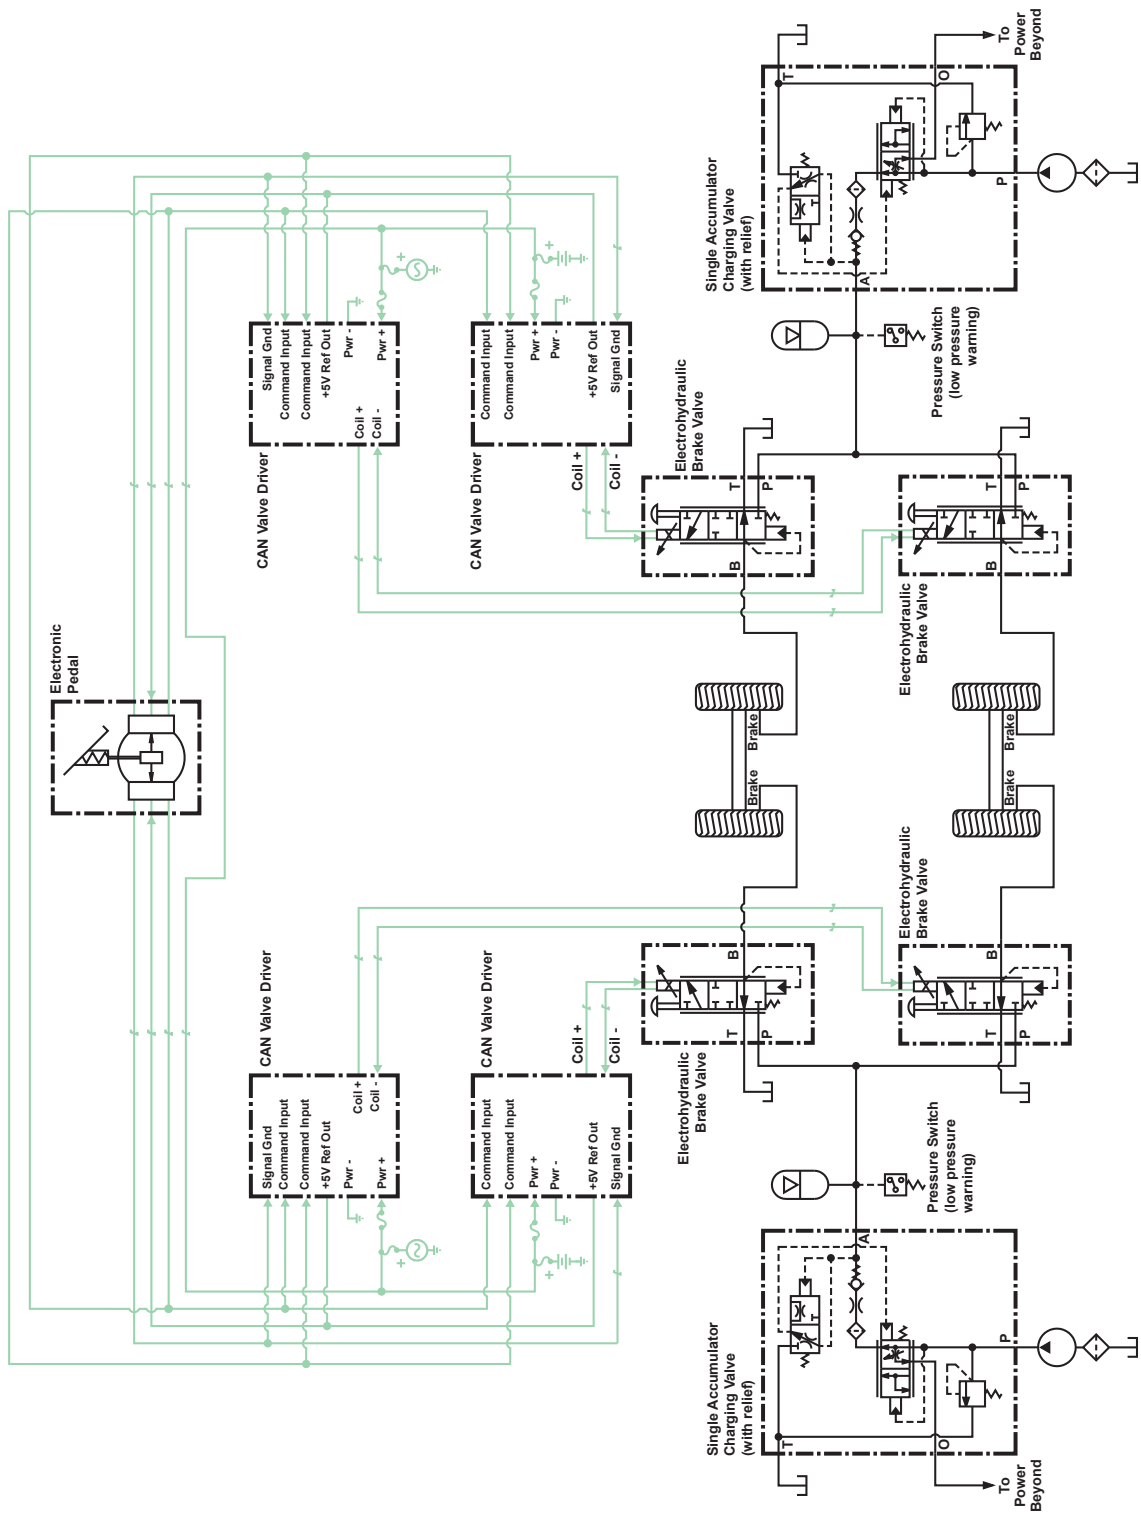 Electronic
Pedal
CAN Valve Driver
Signal Gnd
Command Input
Command Input
+5V Ref Out
Pwr -
Pwr +
Coil +
Coil -
+
CAN Valve Driver
Signal Gnd
Command Input
Command Input
+5V Ref Out
Pwr -
Pwr +
Coil +
Coil -
+
CAN Valve Driver
Command Input
Command Input
Pwr +
Pwr -
+5V Ref Out
Signal Gnd
Coil +
Coil -
+
CAN Valve Driver
Command Input
Command Input
Pwr +
Pwr -
+5V Ref Out
Signal Gnd
Coil +
Coil -
+
Single Accumulator
Charging Valve
(with relief)
T
A
O
P
To
Power
Beyond
Electrohydraulic
Brake Valve
T
P
B
Brake
Brake
Electrohydraulic
Brake Valve
B
T
P
Single Accumulator
Charging Valve
(with relief)
T
A
O
P
To
Power
Beyond
Pressure Switch
(low pressure
warning)
Electrohydraulic
Brake Valve
T
P
B
Brake
Brake
Electrohydraulic
Brake Valve
B
T
P
Pressure Switch
(low pressure
warning)